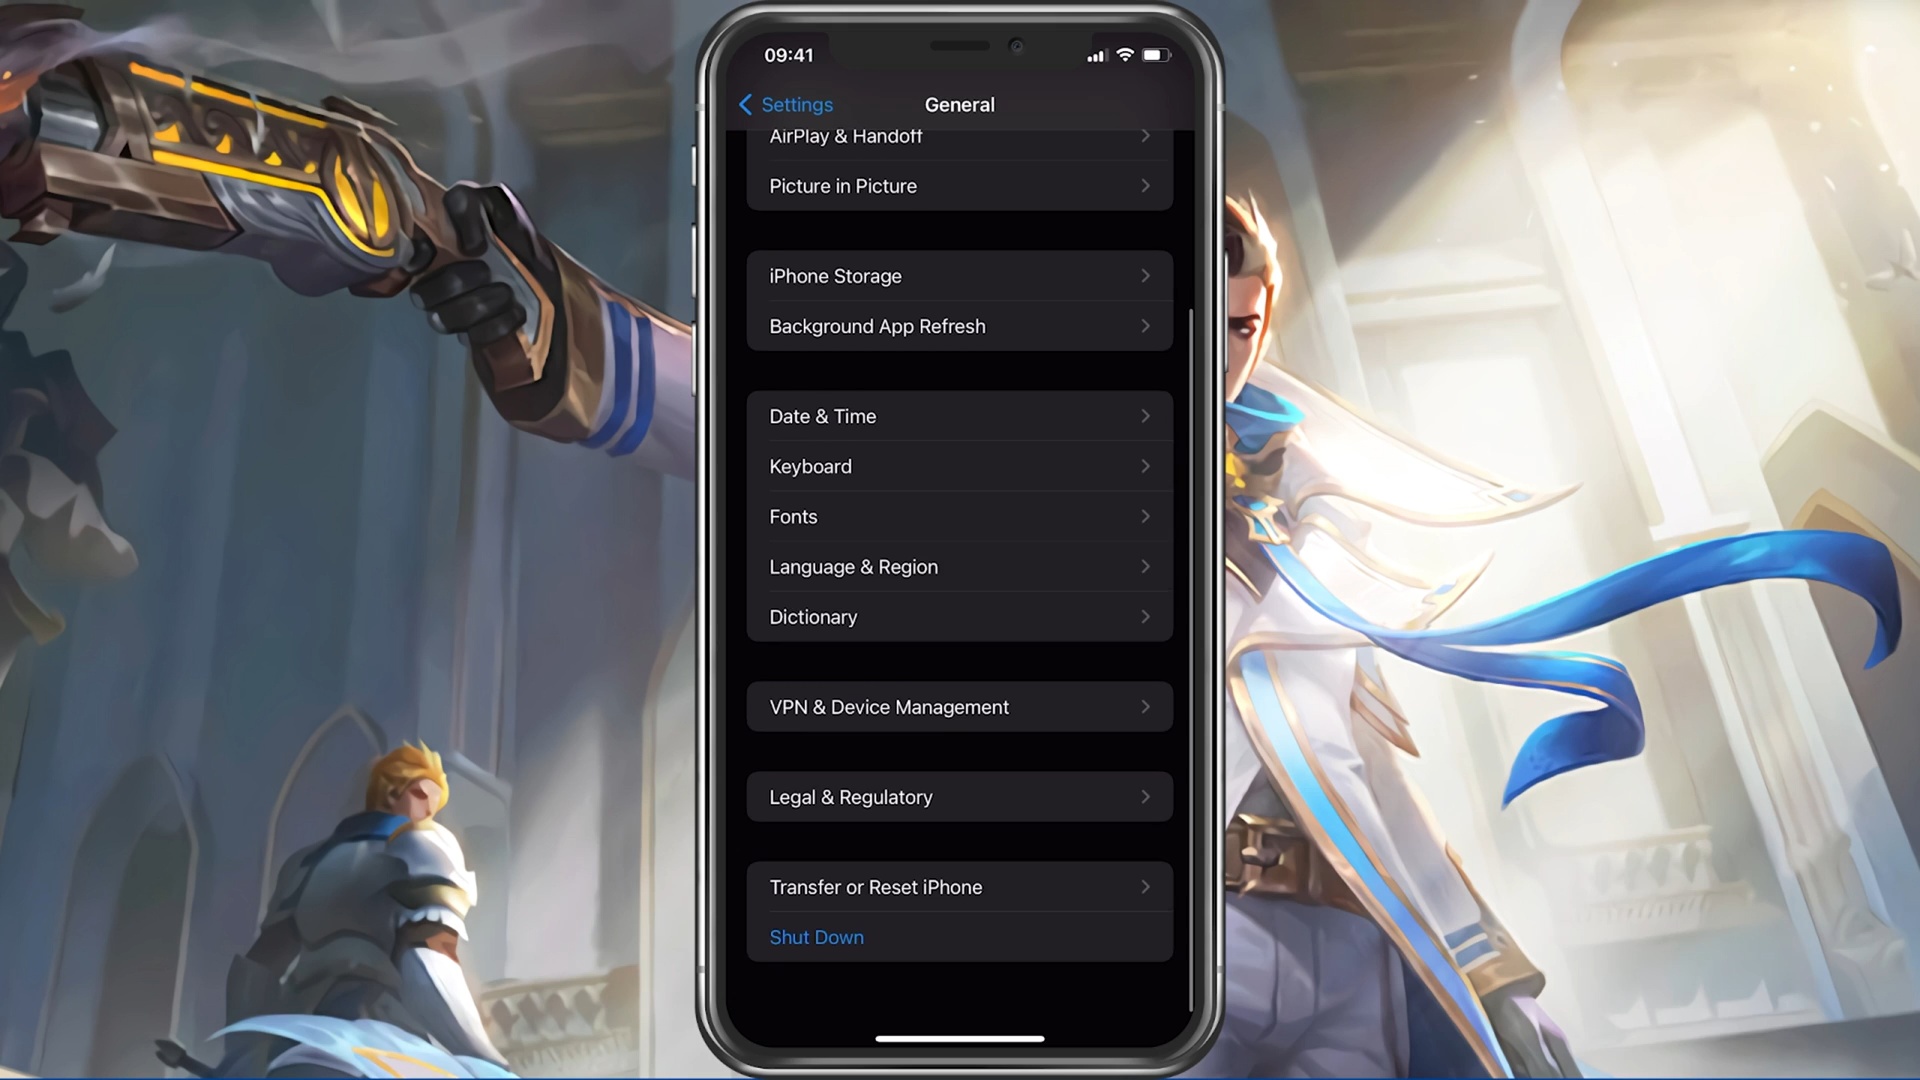 09:41
Settings
General
AirPlay & Handoff
Picture in Picture
iPhone Storage
Background App Refresh
Date & Time
Keyboard
Fonts
Language & Region
Dictionary
VPN & Device Management
Legal & Regulatory
Transfer or Reset iPhone
Shut Down